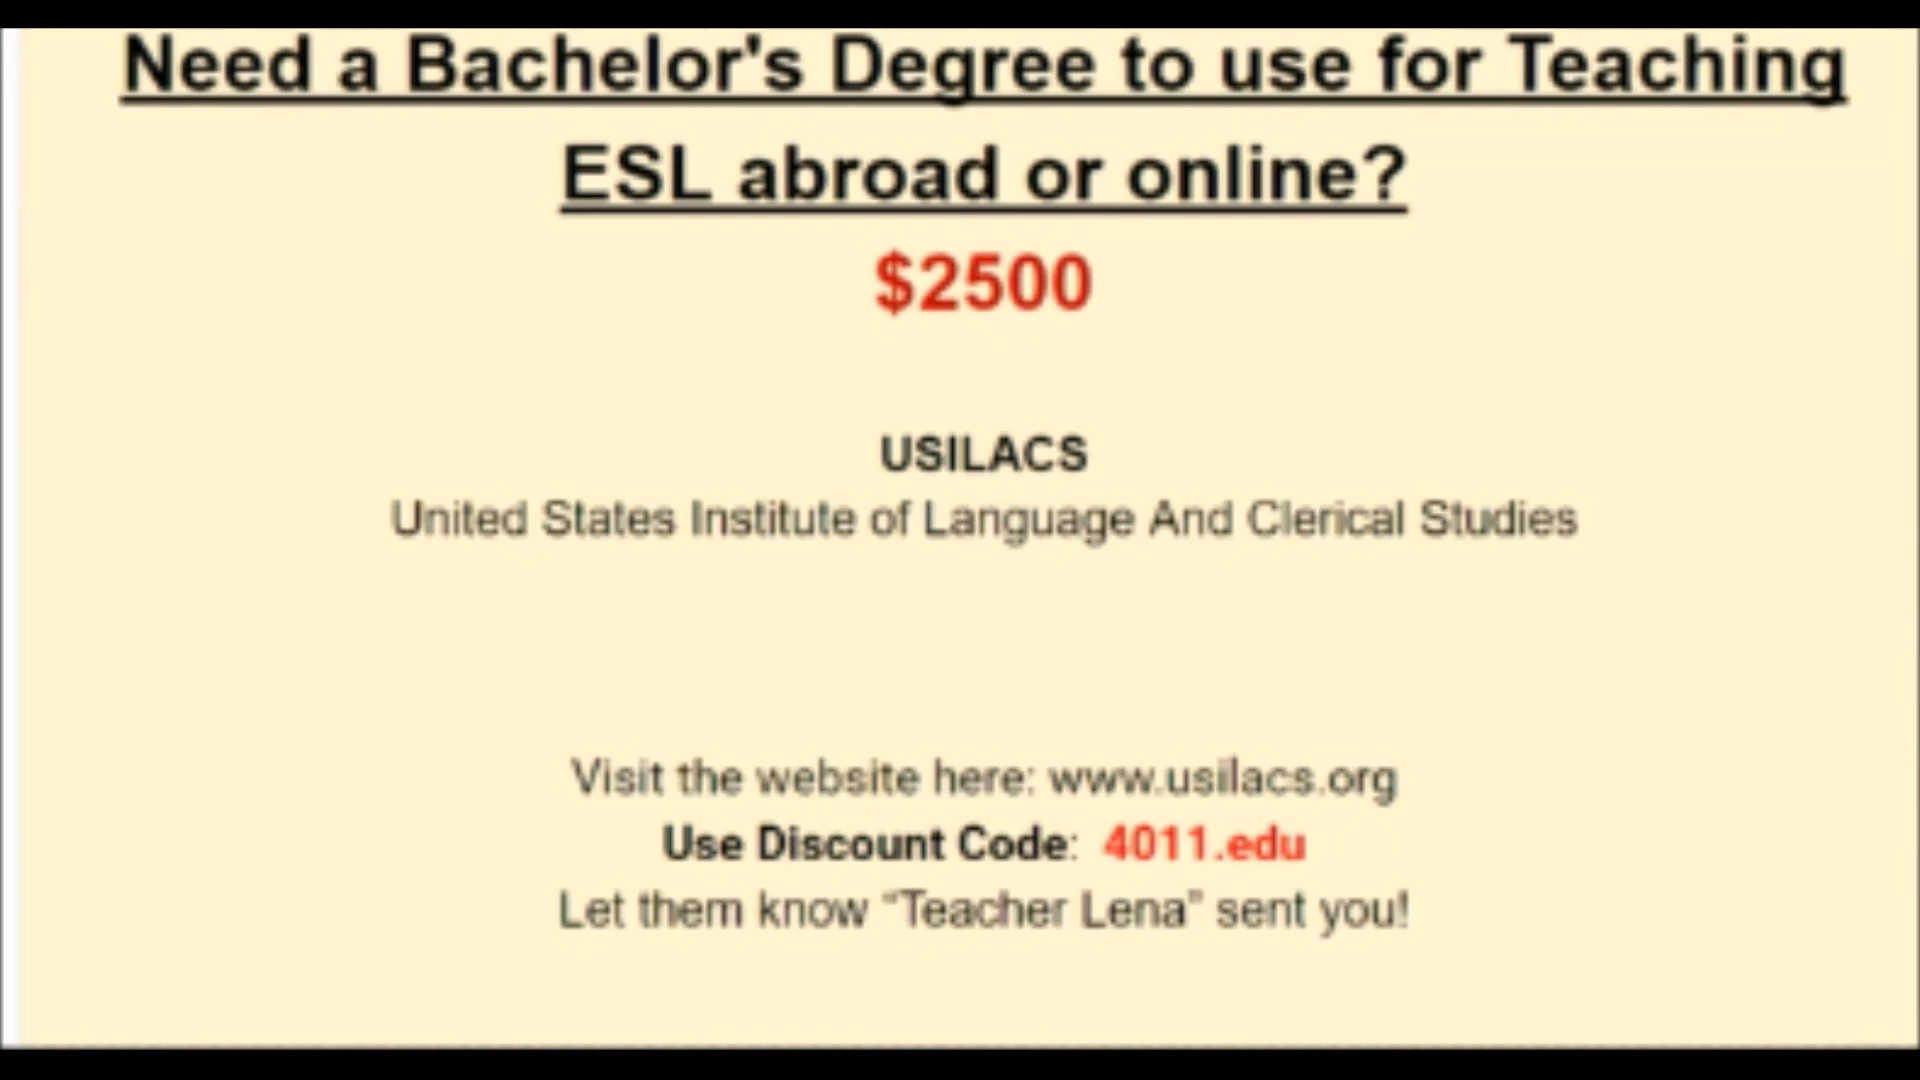 Need a Bachelor's Degree to use for Teaching
ESL abroad or online?
$2500
USILACS
United States Institute of Language And Clerical Studies
Visit the website here: www.usilacs.org
Use Discount Code: 4011.edu
Let them know “Teacher Lena” sent you!